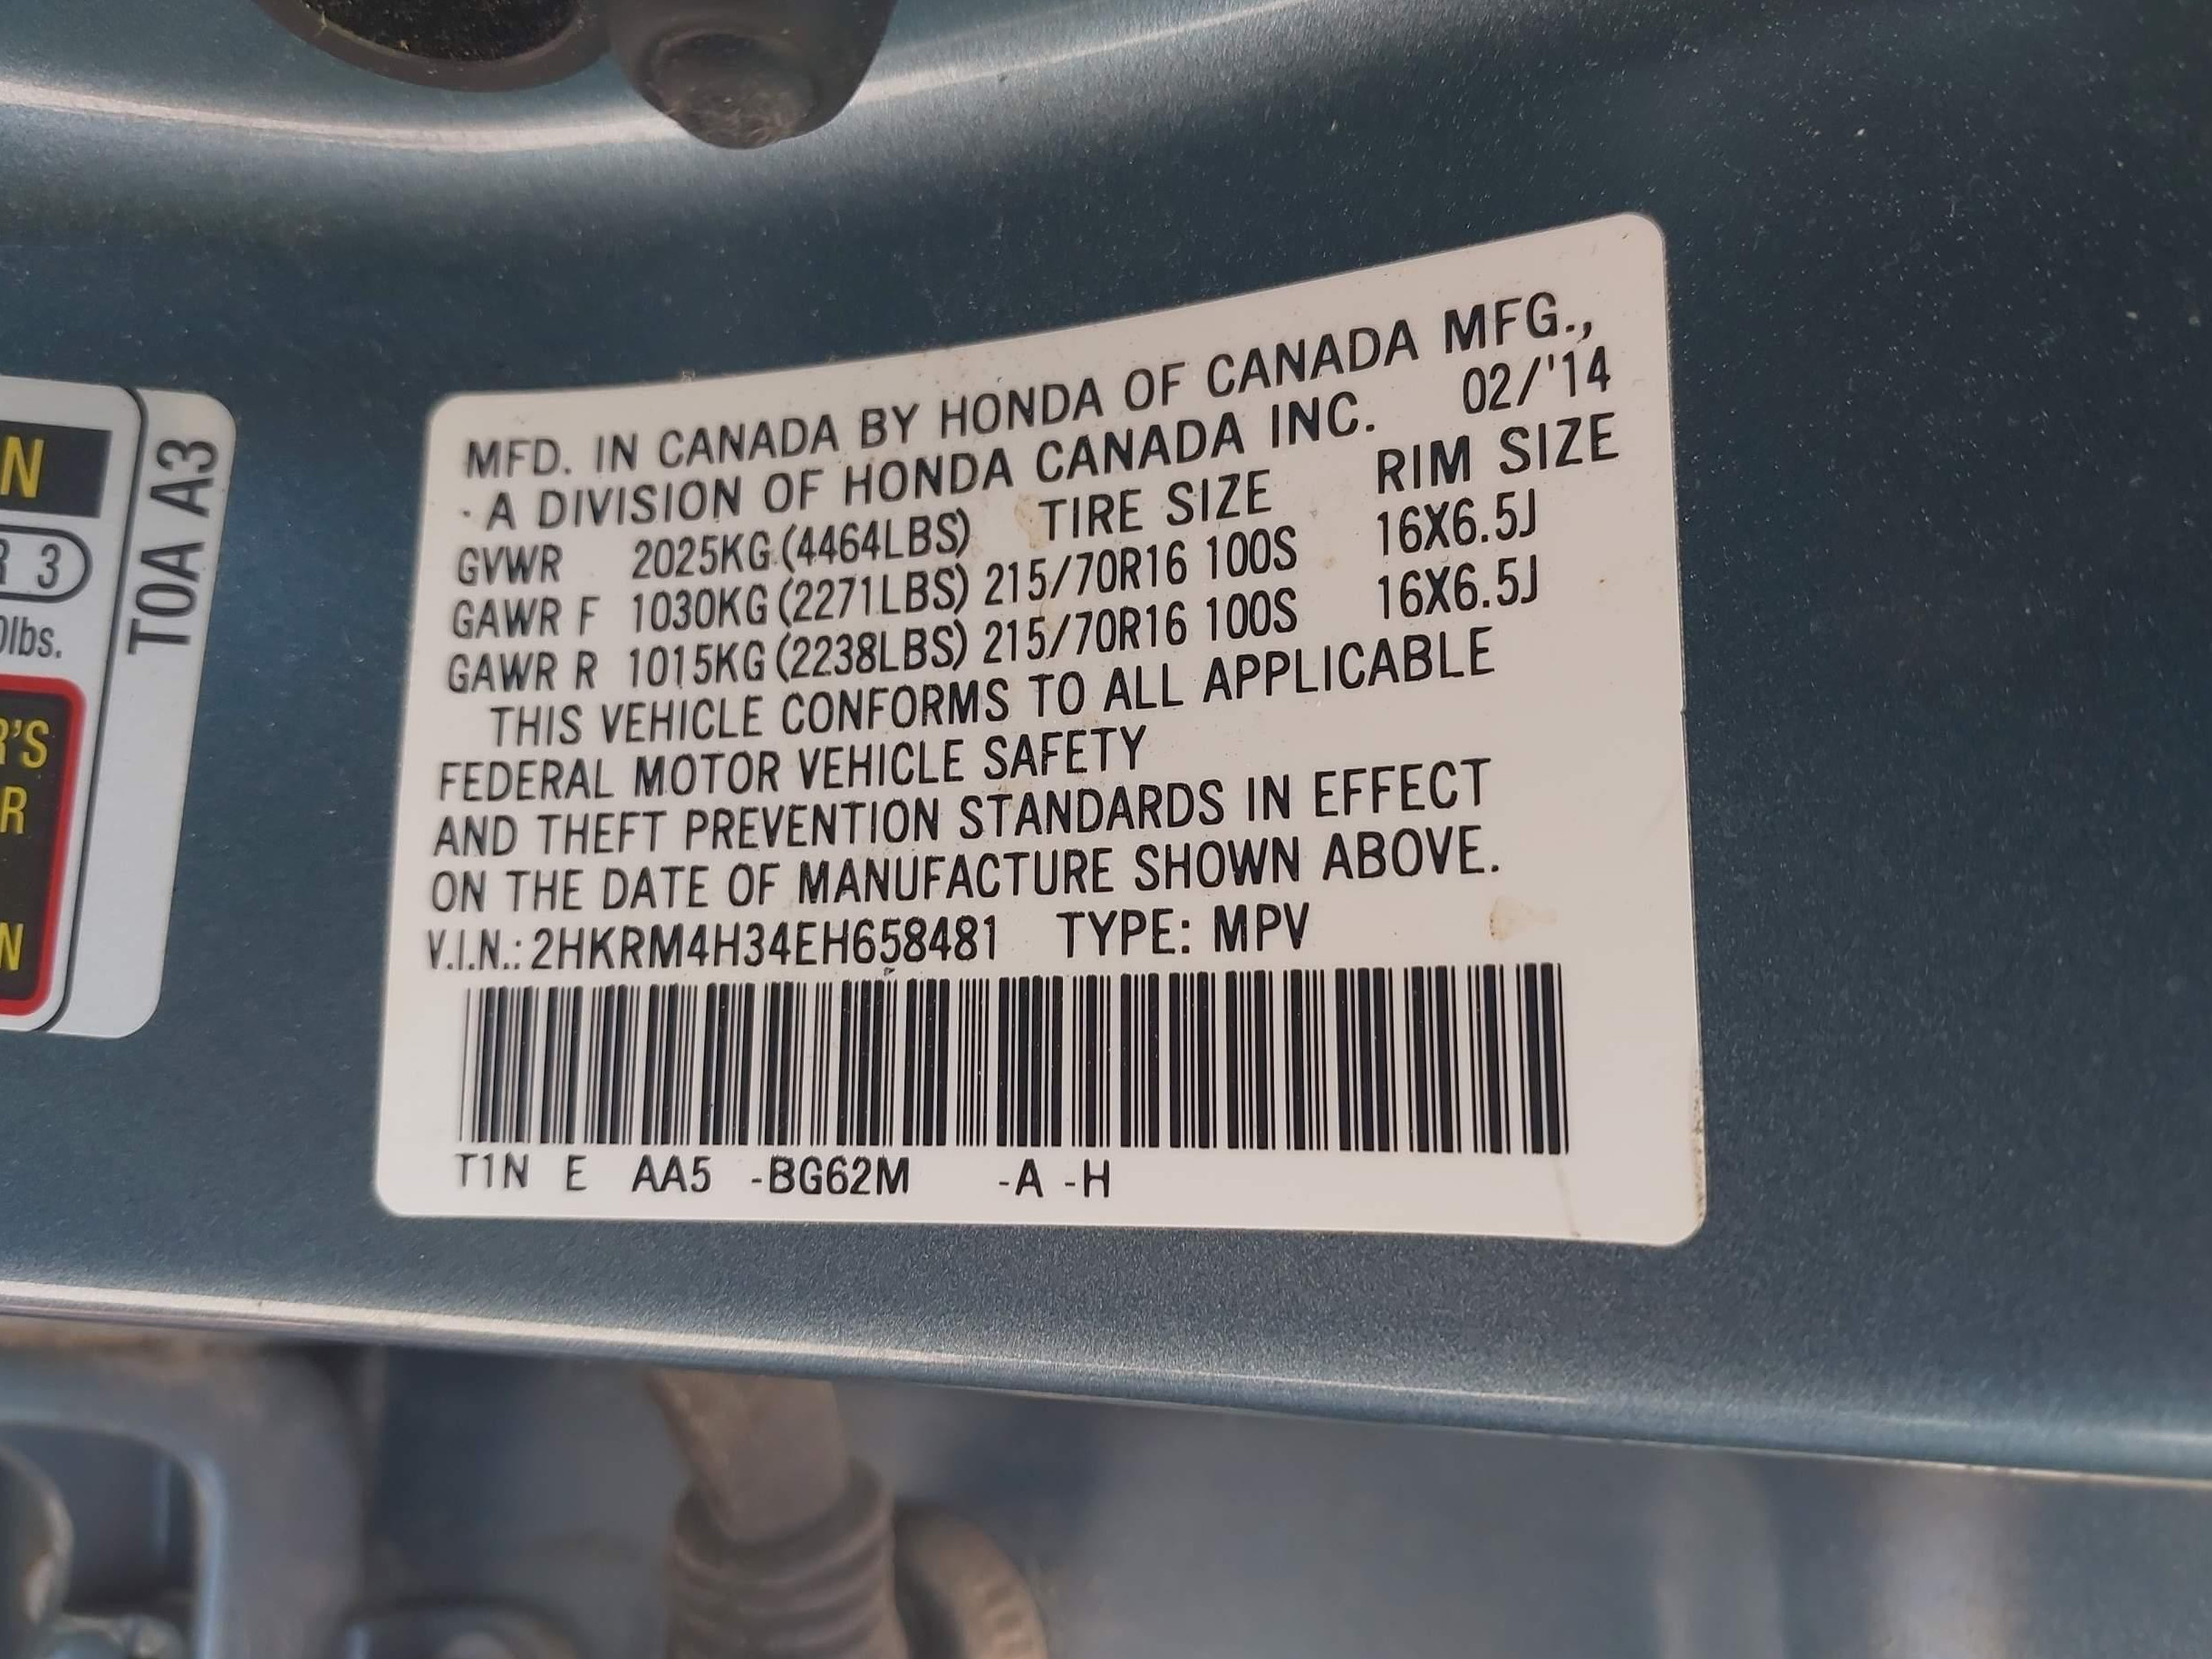 N
R 3
0lbs.
R'S
R
N
T0A A3
MFD. IN CANADA BY HONDA OF CANADA MFG.,
A DIVISION OF HONDA CANADA INC. 02/'14
GVWR 2025KG (4464LBS) TIRE SIZE RIM SIZE
GAWR F 1030KG (2271LBS) 215/70R16 100S 16X6.5J
GAWR R 1015KG (2238LBS) 215/70R16 100S 16X6.5J
THIS VEHICLE CONFORMS TO ALL APPLICABLE
FEDERAL MOTOR VEHICLE SAFETY
AND THEFT PREVENTION STANDARDS IN EFFECT
ON THE DATE OF MANUFACTURE SHOWN ABOVE.
V.I.N.: 2HKRM4H34EH658481 TYPE: MPV
T1N E AA5 -BG62M -A -H